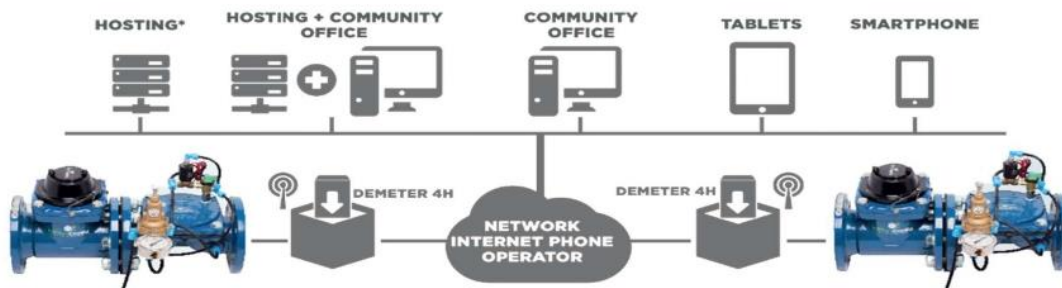 HOSTING*
HOSTING + COMMUNITY
OFFICE
COMMUNITY
OFFICE
TABLETS
SMARTPHONE
DEMETER 4H
DEMETER 4H
NETWORK
INTERNET PHONE
OPERATOR